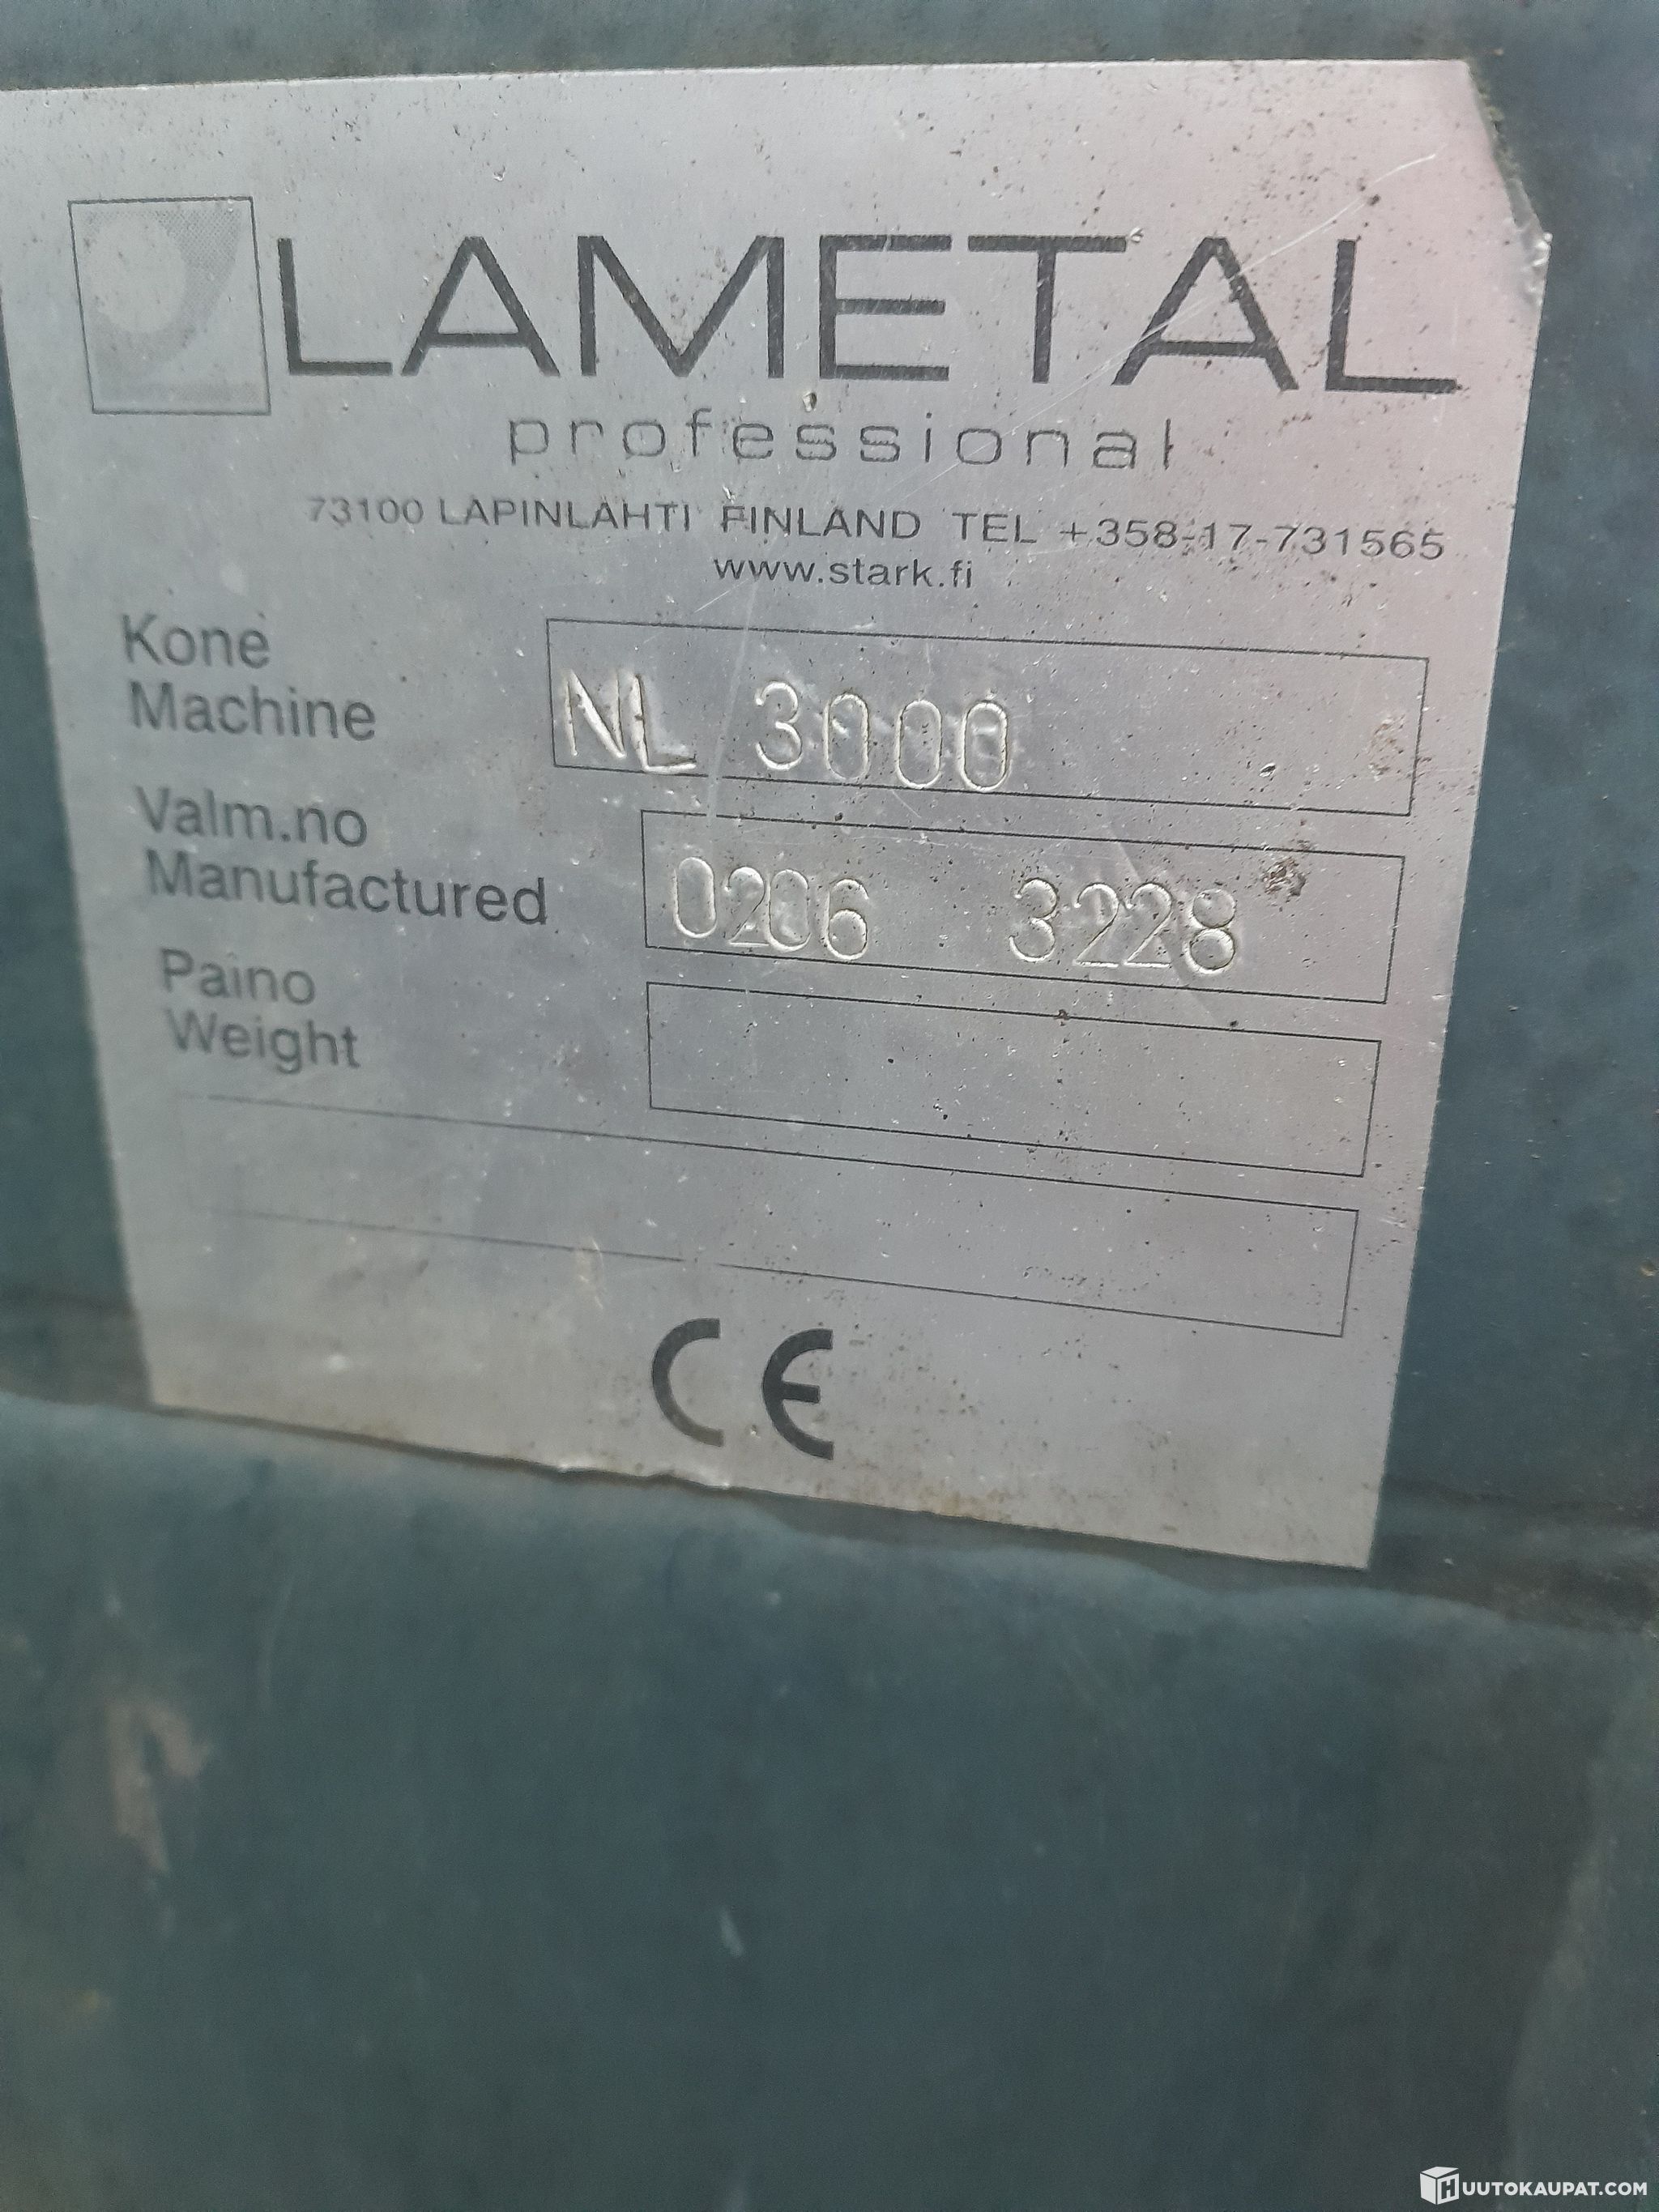 LAMETAL
professional
73100 LAPINLAHTI FINLAND TEL +358-17-731565
www.stark.fi
Kone
Machine
NL 3000
Valm.no
Manufactured
0206 3228
Paino
Weight
CE
HUUTOKAUPAT.COM